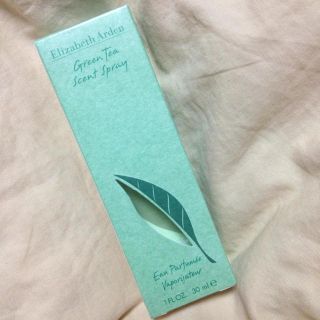 Elizabeth Arden
Green Tea
Scent Spray
Eau Parfumée
Vaporisateur
1 FL.OZ. 30 ml ℮